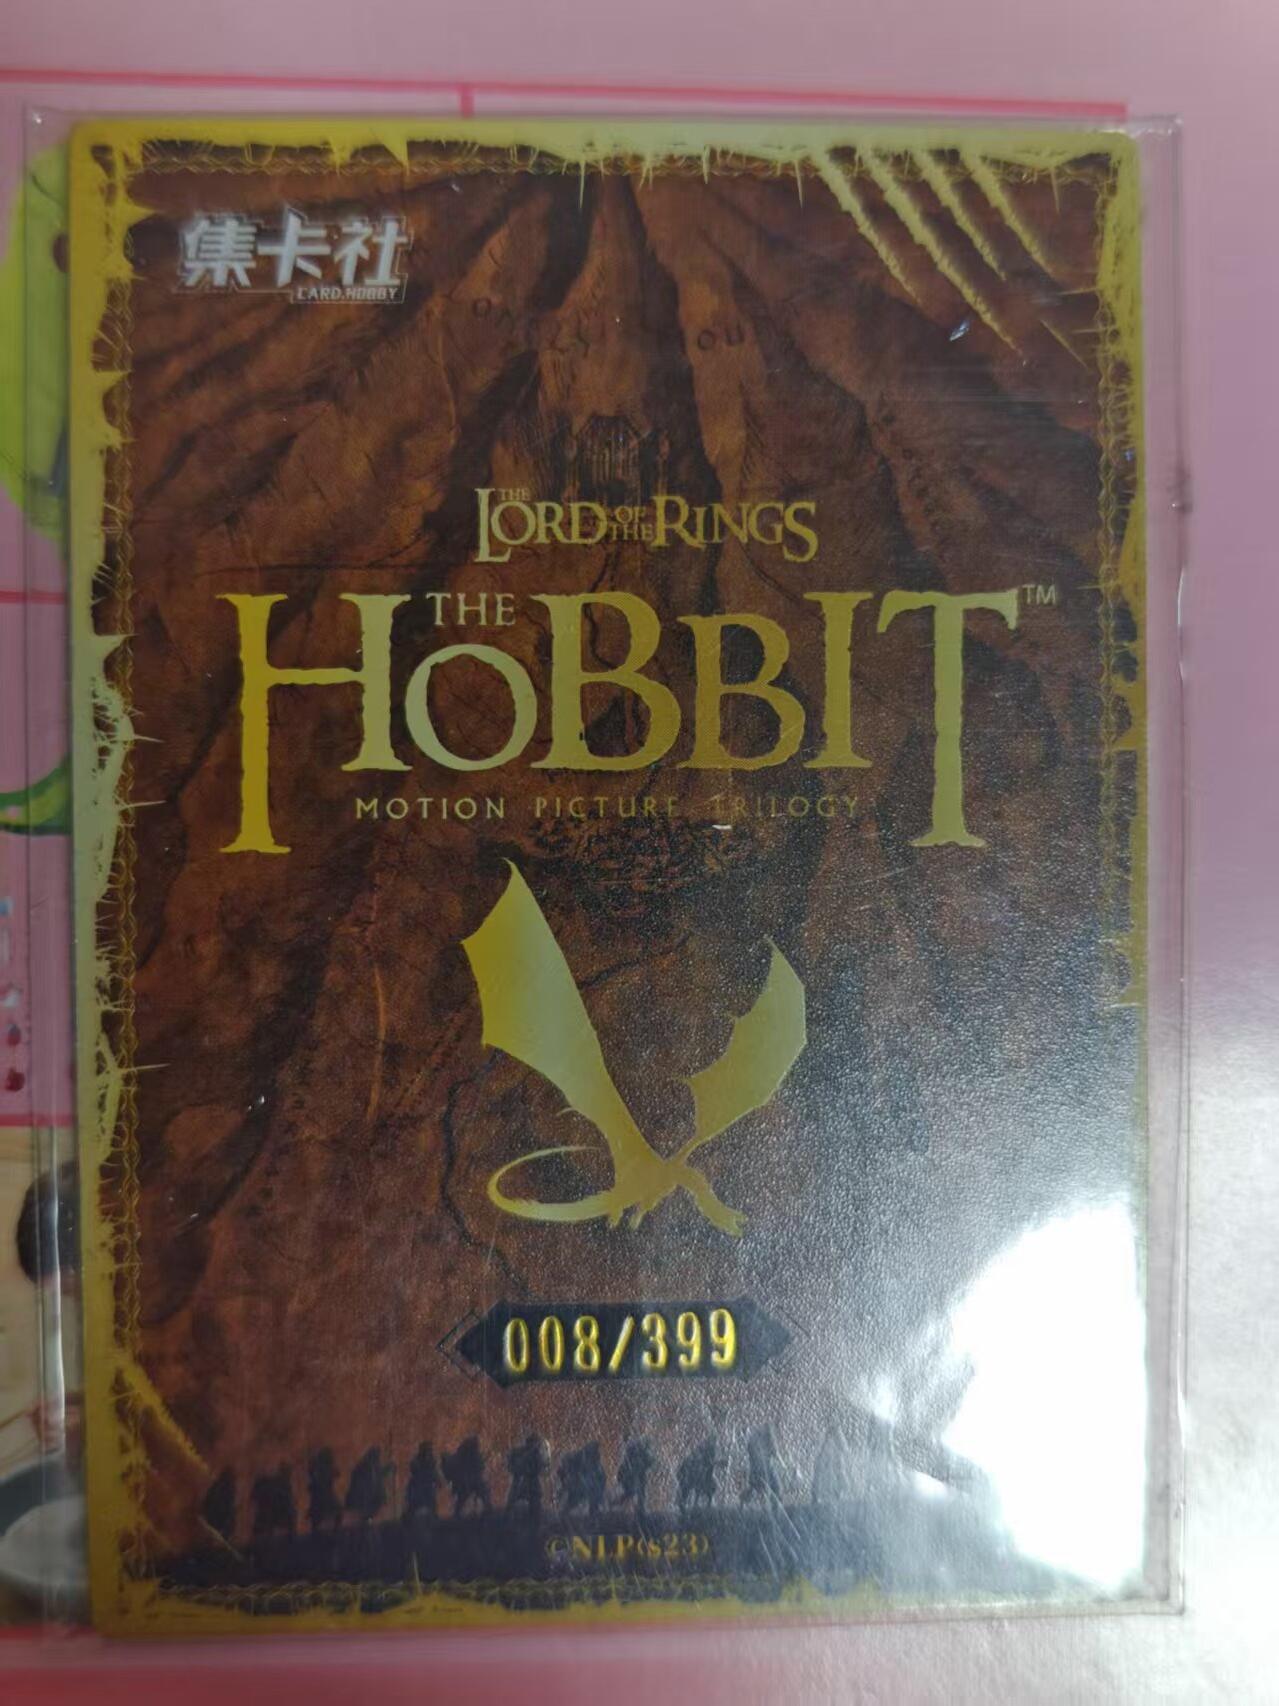 集卡社
CARD HOBBY
THE LORD OF THE RINGS
THE HOBBIT™
MOTION PICTURE TRILOGY
008/399
©NLP(s23)